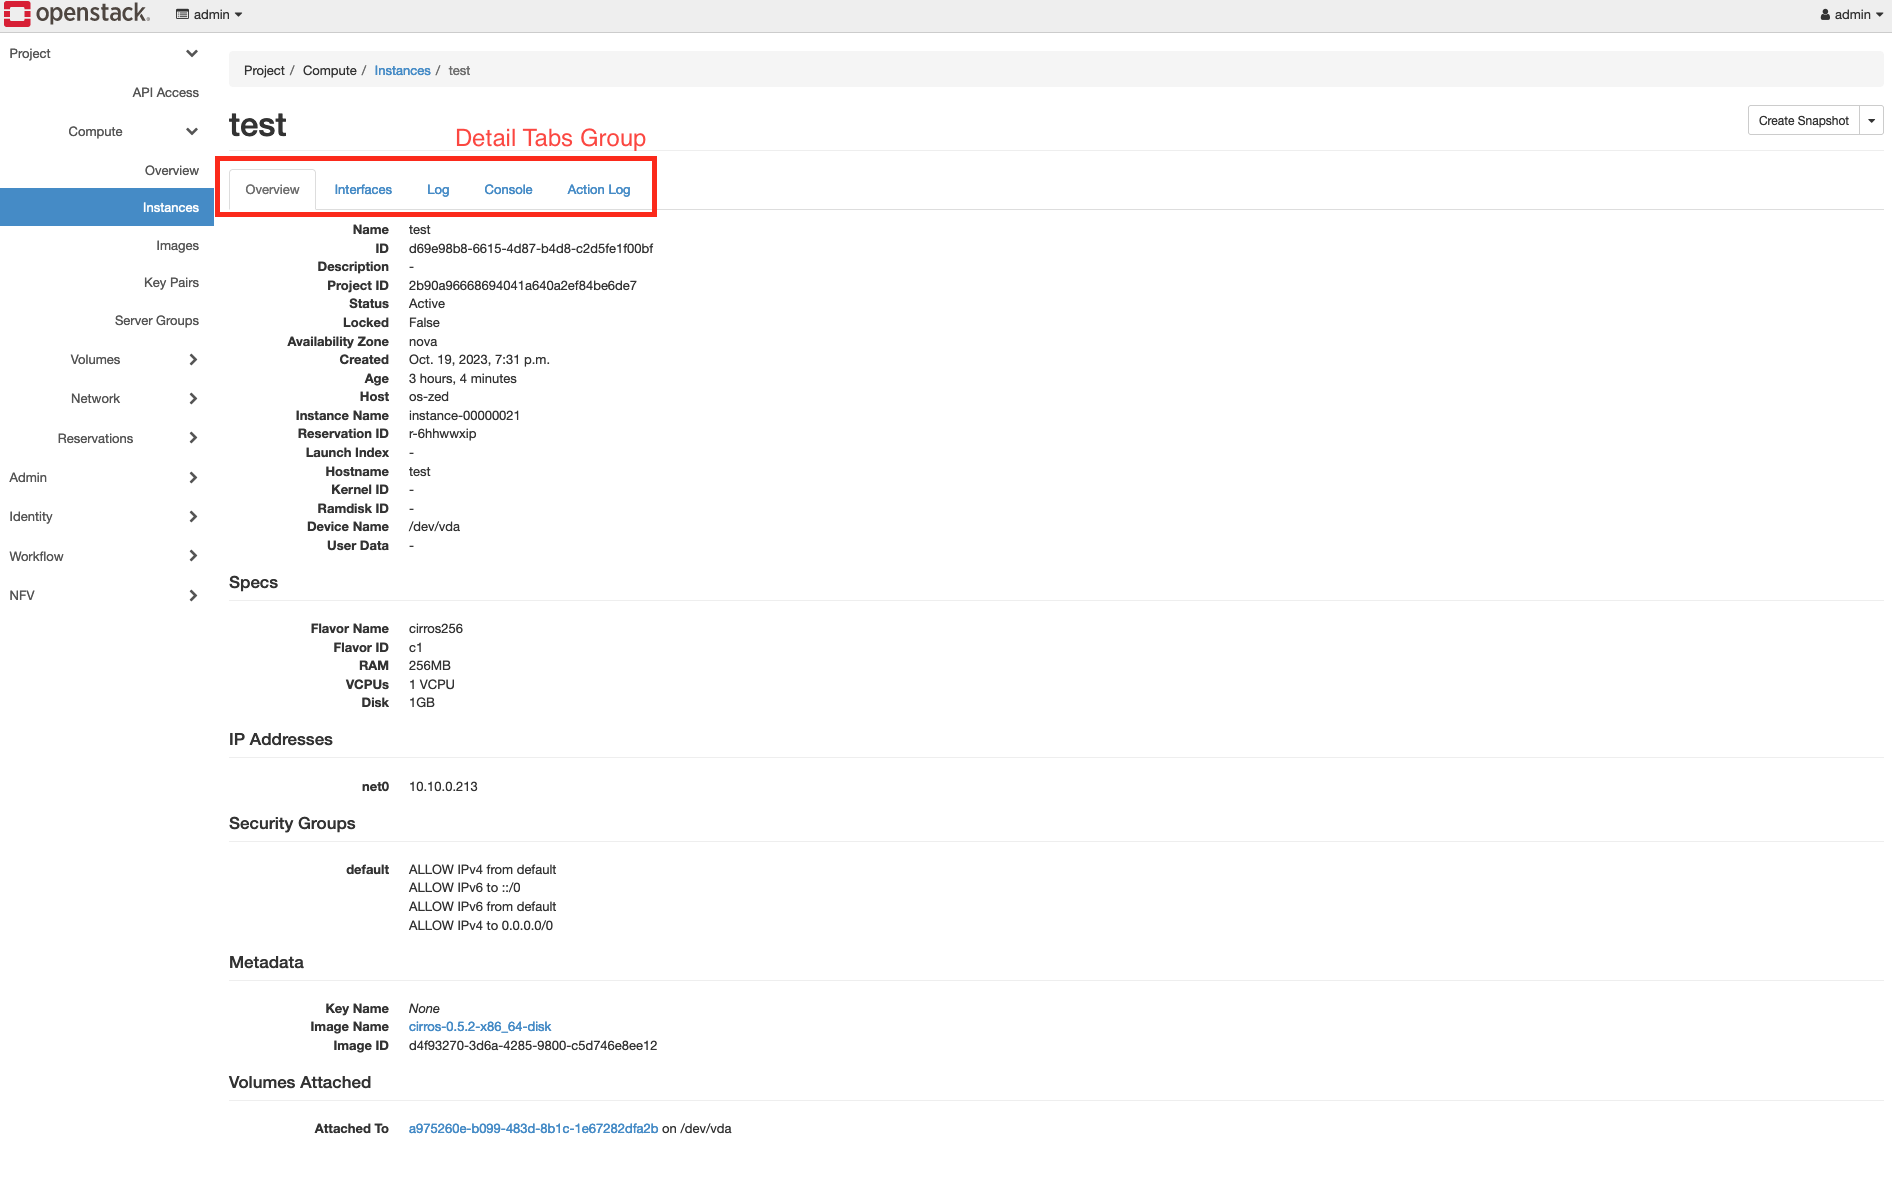 openstack. admin admin
Project
API Access
Compute
Overview
Instances
Images
Key Pairs
Server Groups
Volumes
Network
Reservations
Admin
Identity
Workflow
NFV
Project / Compute / Instances / test
test
Create Snapshot
Detail Tabs Group
Overview Interfaces Log Console Action Log
Name test
ID d69e98b8-6615-4d87-b4d8-c2d5fe1f00bf
Description -
Project ID 2b90a96668694041a640a2ef84be6de7
Status Active
Locked False
Availability Zone nova
Created Oct. 19, 2023, 7:31 p.m.
Age 3 hours, 4 minutes
Host os-zed
Instance Name instance-00000021
Reservation ID r-6hhwwxip
Launch Index -
Hostname test
Kernel ID -
Ramdisk ID -
Device Name /dev/vda
User Data -
Specs
Flavor Name cirros256
Flavor ID c1
RAM 256MB
VCPUs 1 VCPU
Disk 1GB
IP Addresses
net0 10.10.0.213
Security Groups
default ALLOW IPv4 from default
ALLOW IPv6 to ::/0
ALLOW IPv6 from default
ALLOW IPv4 to 0.0.0.0/0
Metadata
Key Name None
Image Name cirros-0.5.2-x86_64-disk
Image ID d4f93270-3d6a-4285-9800-c5d746e8ee12
Volumes Attached
Attached To a975260e-b099-483d-8b1c-1e67282dfa2b on /dev/vda